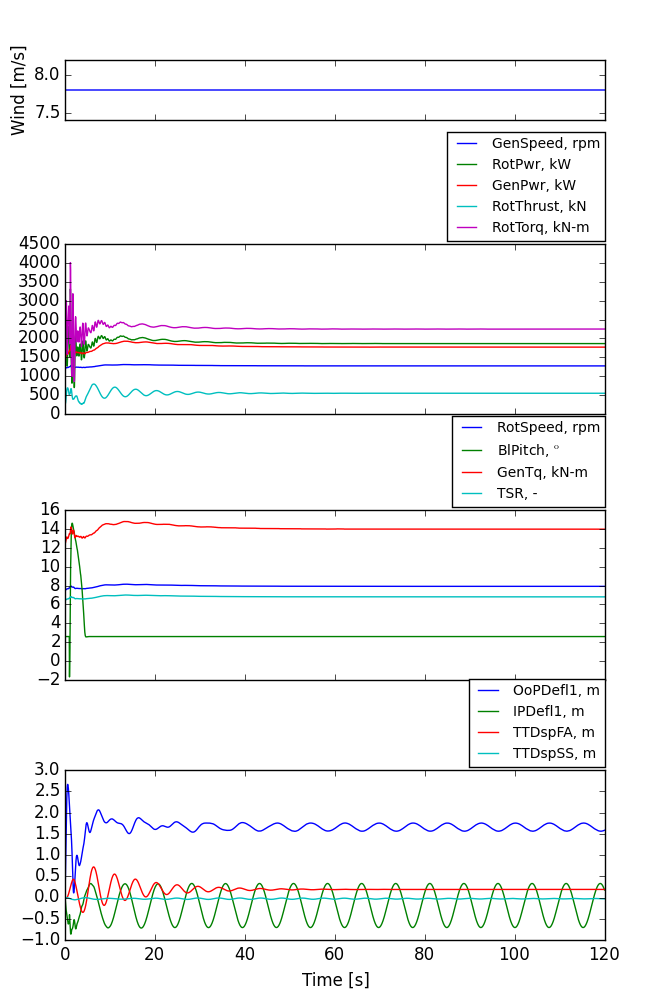 Wind [m/s]
8.0
7.5
GenSpeed, rpm
RotPwr, kW
GenPwr, kW
RotThrust, kN
RotTorq, kN-m
4500
4000
3500
3000
2500
2000
1500
1000
500
0
RotSpeed, rpm
BlPitch, °
GenTq, kN-m
TSR, -
16
14
12
10
8
6
4
2
0
−2
OoPDefl1, m
IPDefl1, m
TTDspFA, m
TTDspSS, m
3.0
2.5
2.0
1.5
1.0
0.5
0.0
−0.5
−1.0
0 20 40 60 80 100 120
Time [s]